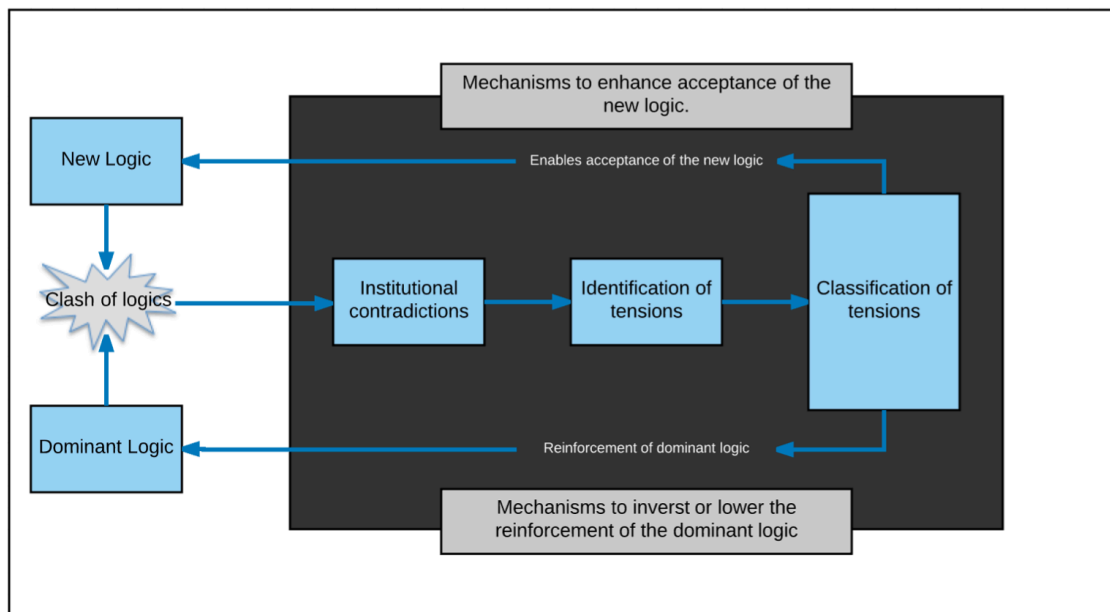 Mechanisms to enhance acceptance of the
new logic.
New Logic
Enables acceptance of the new logic
Clash of logics
Institutional
contradictions
Identification of
tensions
Classification of
tensions
Dominant Logic
Reinforcement of dominant logic
Mechanisms to inverst or lower the
reinforcement of the dominant logic